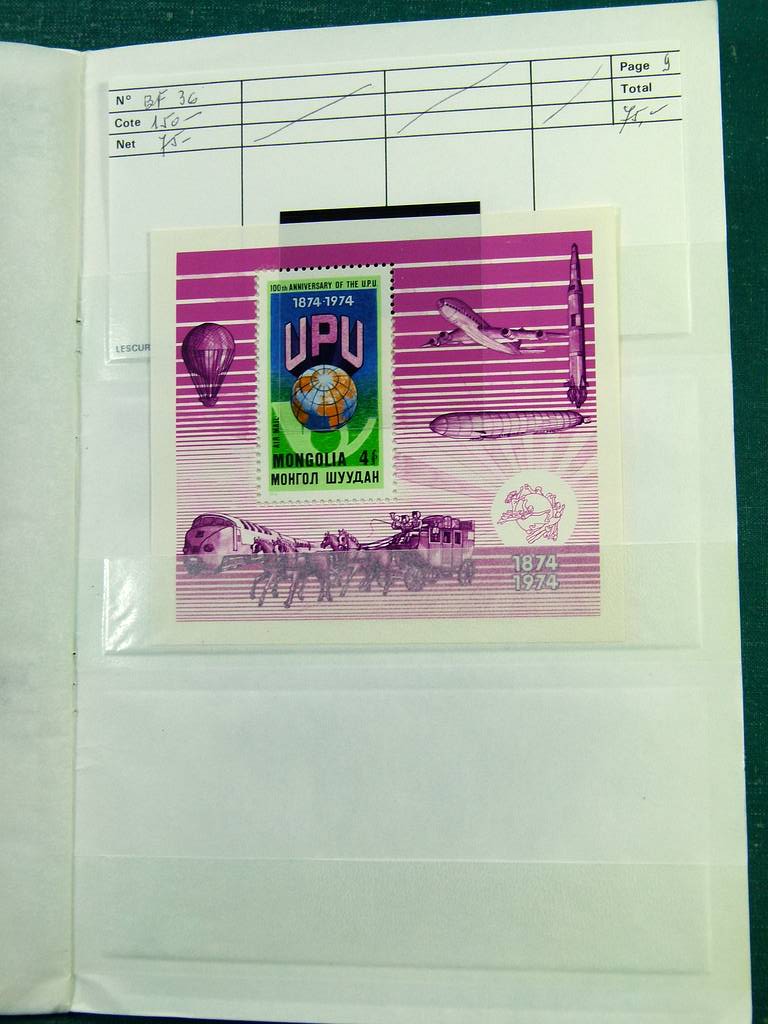 Page 9
N° BF 36
Total
Cote 150-
75,-
Net 75-
LESCUR
100th ANNIVERSARY OF THE U.P.U.
1874-1974
UPU
AIR MAIL
MONGOLIA 4₮
МОНГОЛ ШУУДАН
1874
1974